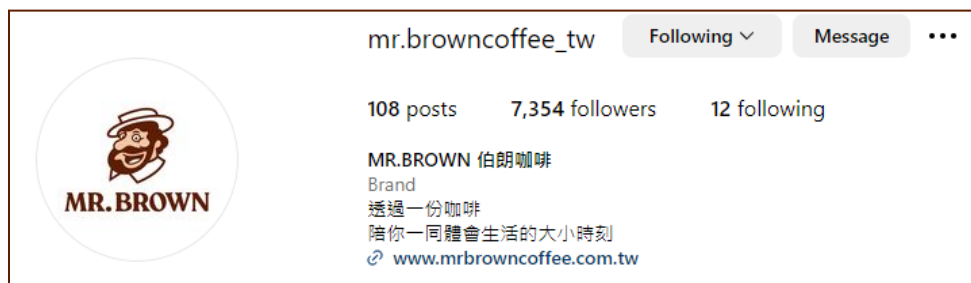 mr.browncoffee_tw Following Message
108 posts 7,354 followers 12 following
MR.BROWN 伯朗咖啡
Brand
透過一份咖啡
陪你一同體會生活的大小時刻
www.mrbrowncoffee.com.tw
MR. BROWN